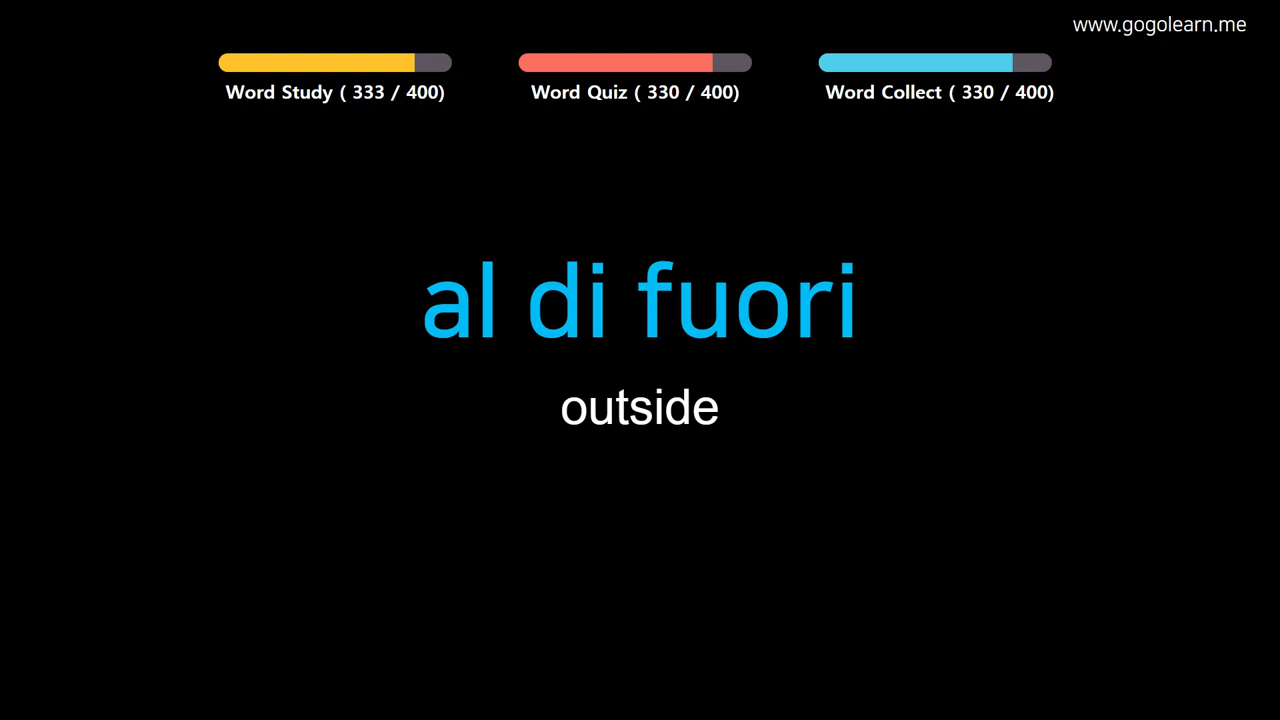 www.gogolearn.me
Word Study ( 333 / 400)
Word Quiz ( 330 / 400)
Word Collect ( 330 / 400)
al di fuori
outside